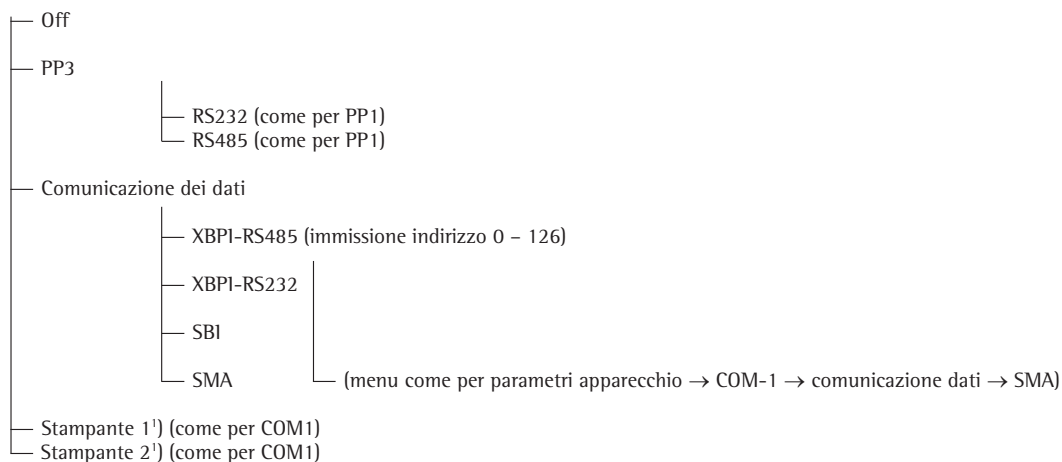 Off
PP3
RS232 (come per PP1)
RS485 (come per PP1)
Comunicazione dei dati
XBPI-RS485 (immissione indirizzo 0 – 126)
XBPI-RS232
SBI
SMA (menu come per parametri apparecchio → COM-1 → comunicazione dati → SMA)
Stampante 1¹) (come per COM1)
Stampante 2¹) (come per COM1)